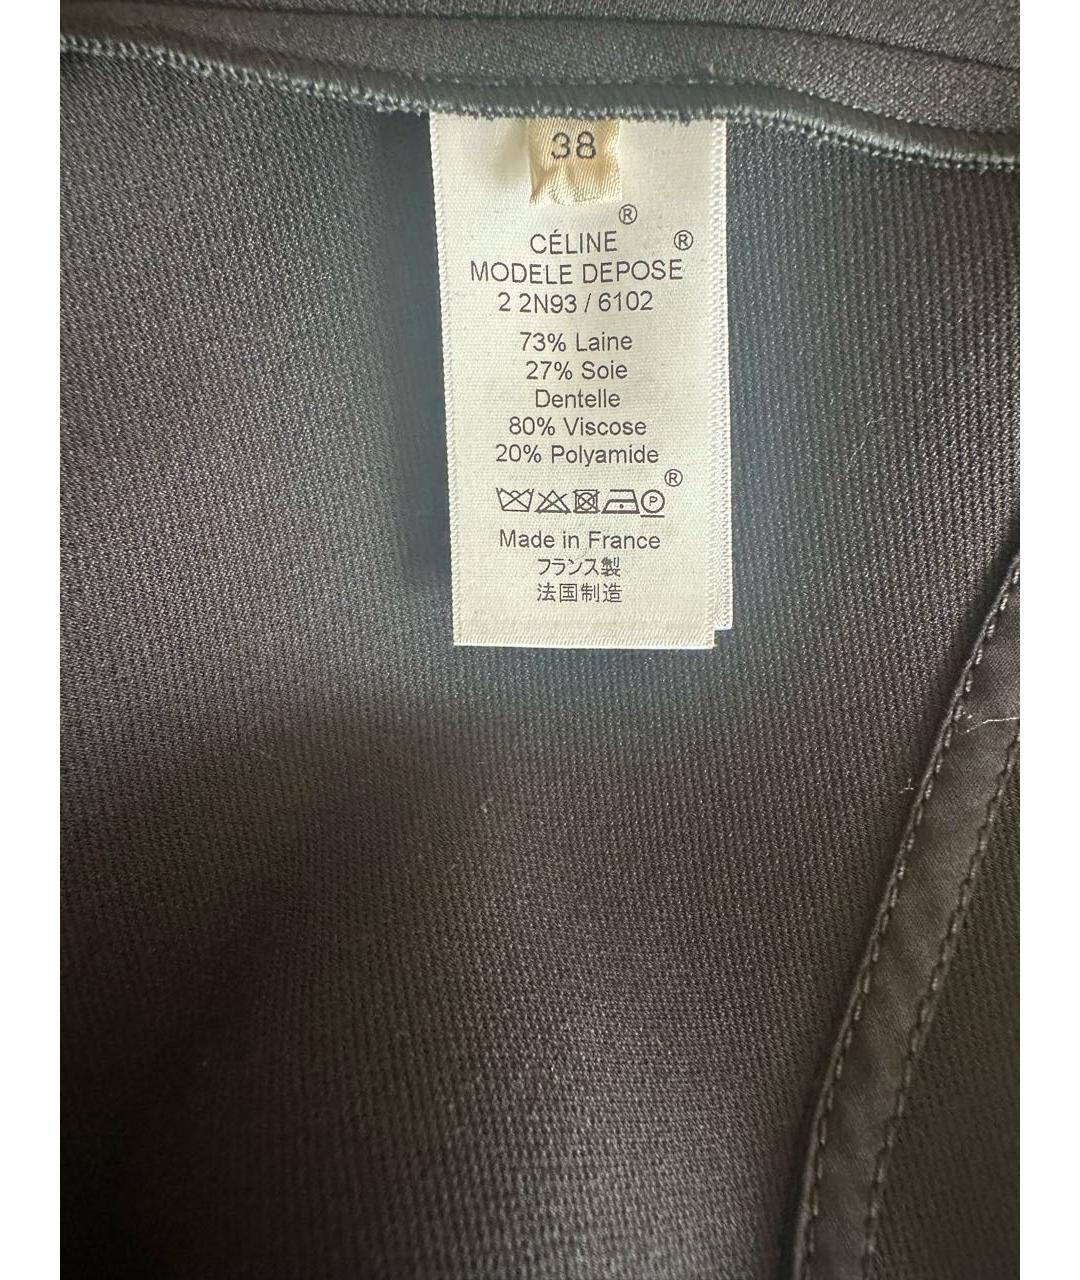 38
®
CÉLINE ®
MODELE DEPOSE
2 2N93 / 6102
73% Laine
27% Soie
Dentelle
80% Viscose
20% Polyamide
®
P
Made in France
フランス製
法国制造